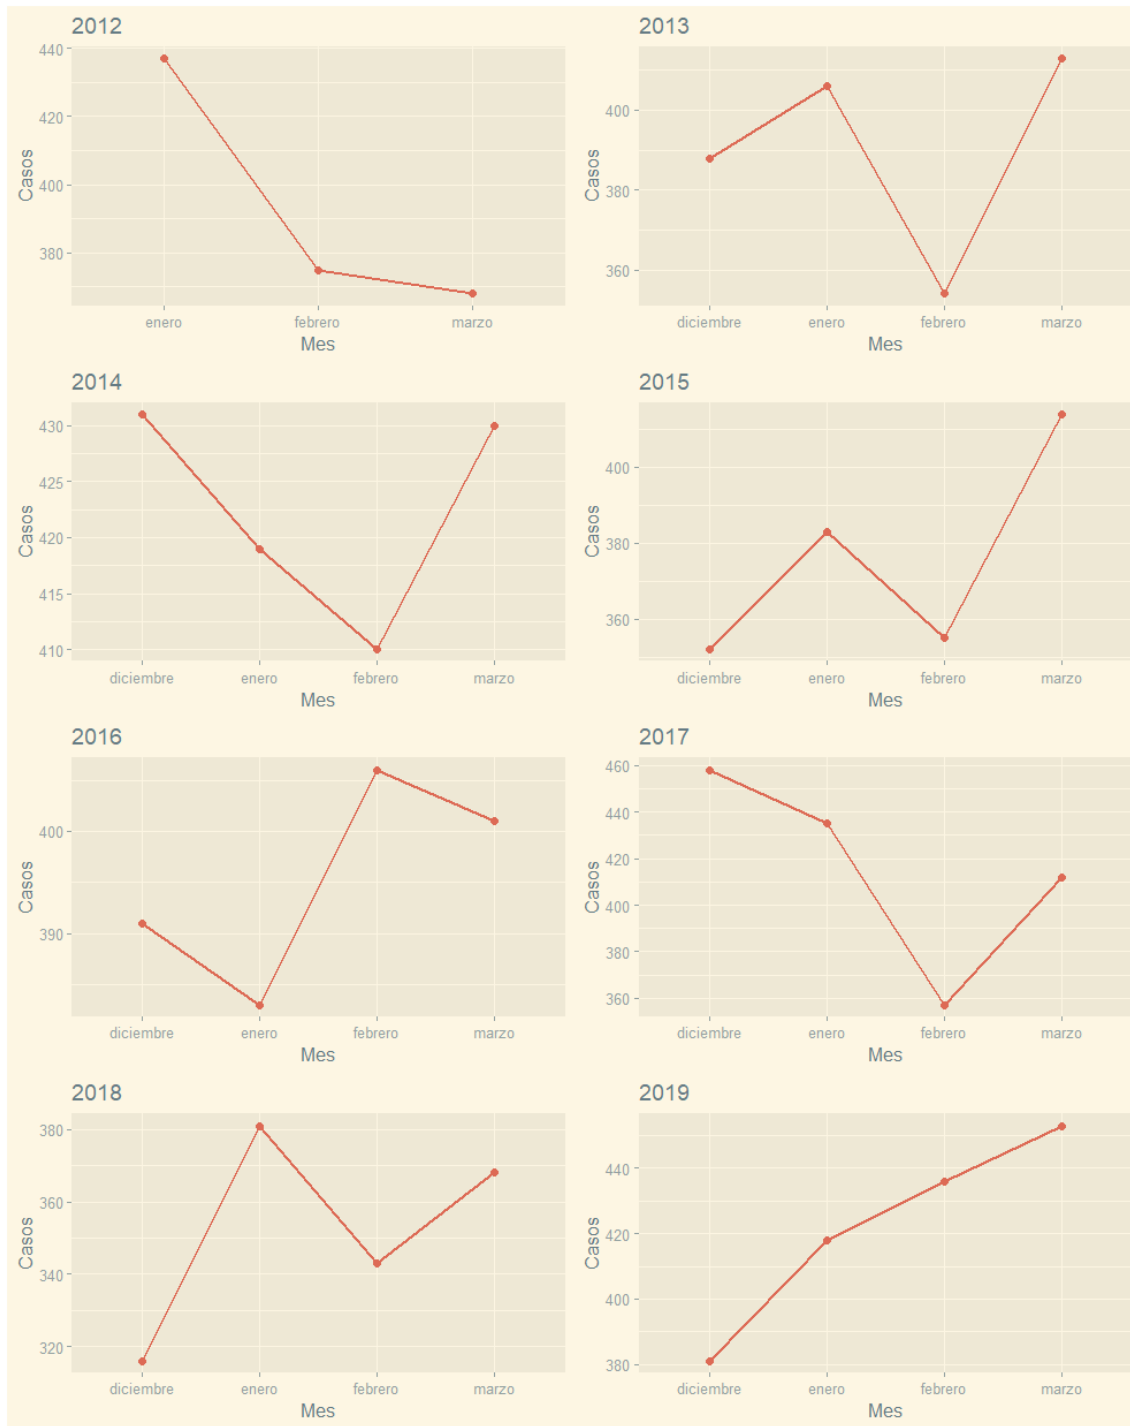 2012
440
420
400
380
Casos
enero febrero marzo
Mes
2013
400
380
360
Casos
diciembre enero febrero marzo
Mes
2014
430
425
420
415
410
Casos
diciembre enero febrero marzo
Mes
2015
400
380
360
Casos
diciembre enero febrero marzo
Mes
2016
400
390
Casos
diciembre enero febrero marzo
Mes
2017
460
440
420
400
380
360
Casos
diciembre enero febrero marzo
Mes
2018
380
360
340
320
Casos
diciembre enero febrero marzo
Mes
2019
440
420
400
380
Casos
diciembre enero febrero marzo
Mes